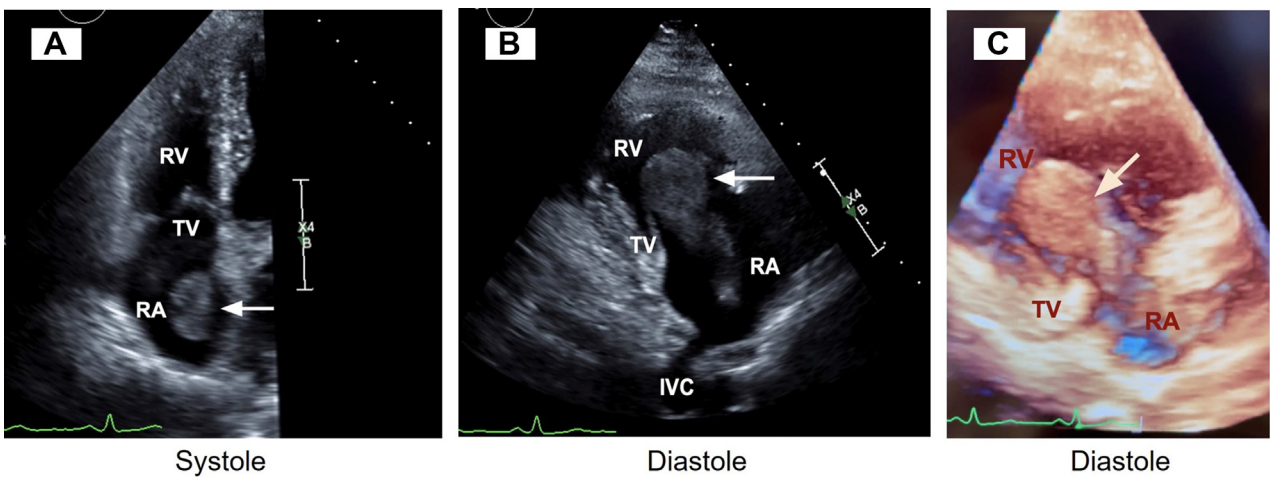 A
RV
TV
RA
X4
B
Systole
B
RV
TV
RA
IVC
X4
B
Diastole
C
RV
TV
RA
Diastole